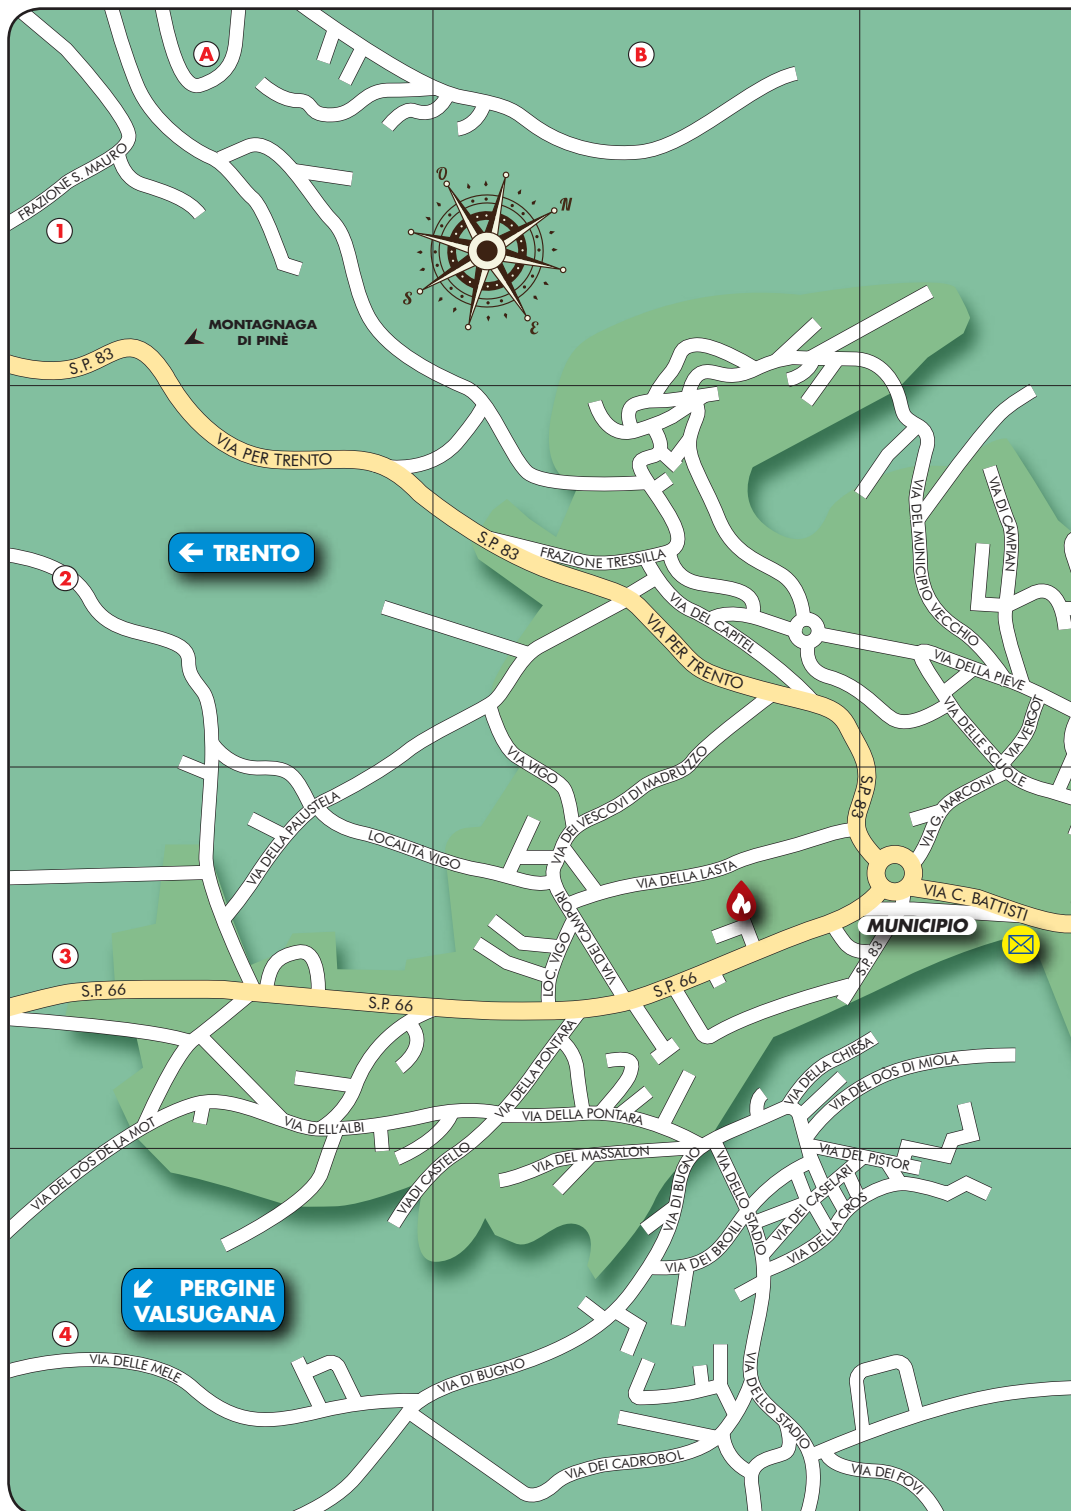 A
B
FRAZIONE S. MAURO
1
O
N
S
E
MONTAGNAGA
DI PINÈ
S.P. 83
VIA PER TRENTO
TRENTO
S.P. 83
FRAZIONE TRESSILLA
2
VIA DEL CAPITEL
VIA PER TRENTO
VIA DEL MUNICIPIO VECCHIO
VIA DI CAMPIAN
VIA DELLA PIEVE
VIA DELLE SCUOLE
VIA VERGOT
VIA G. MARCONI
VIA VIGO
VIA DEI VESCOVI DI MADRUZZO
S.P. 83
VIA DELLA PALUSTELA
LOCALITÀ VIGO
VIA DELLA LASTA
VIA C. BATTISTI
MUNICIPIO
VIA DEI CAMPORI
LOC. VIGO
S.P. 83
3
S.P. 66
S.P. 66
S.P. 66
VIA DELLA PONTARA
VIA DELLA PONTARA
VIA DELLA CHIESA
VIA DEL DOS DI MIOLA
VIA DELL'ALBI
VIA DEL DOS DE LA MOT
VIA DI CASTELLO
VIA DEL MASSALON
VIA DI BUGNO
VIA DELLO STADIO
VIA DEL PISTOR
VIA DEI CASELARI
VIA DELLA CROS
VIA DEI BROILI
PERGINE
VALSUGANA
4
VIA DELLE MELE
VIA DI BUGNO
VIA DELLO STADIO
VIA DEI CADROBOL
VIA DEI FOVI